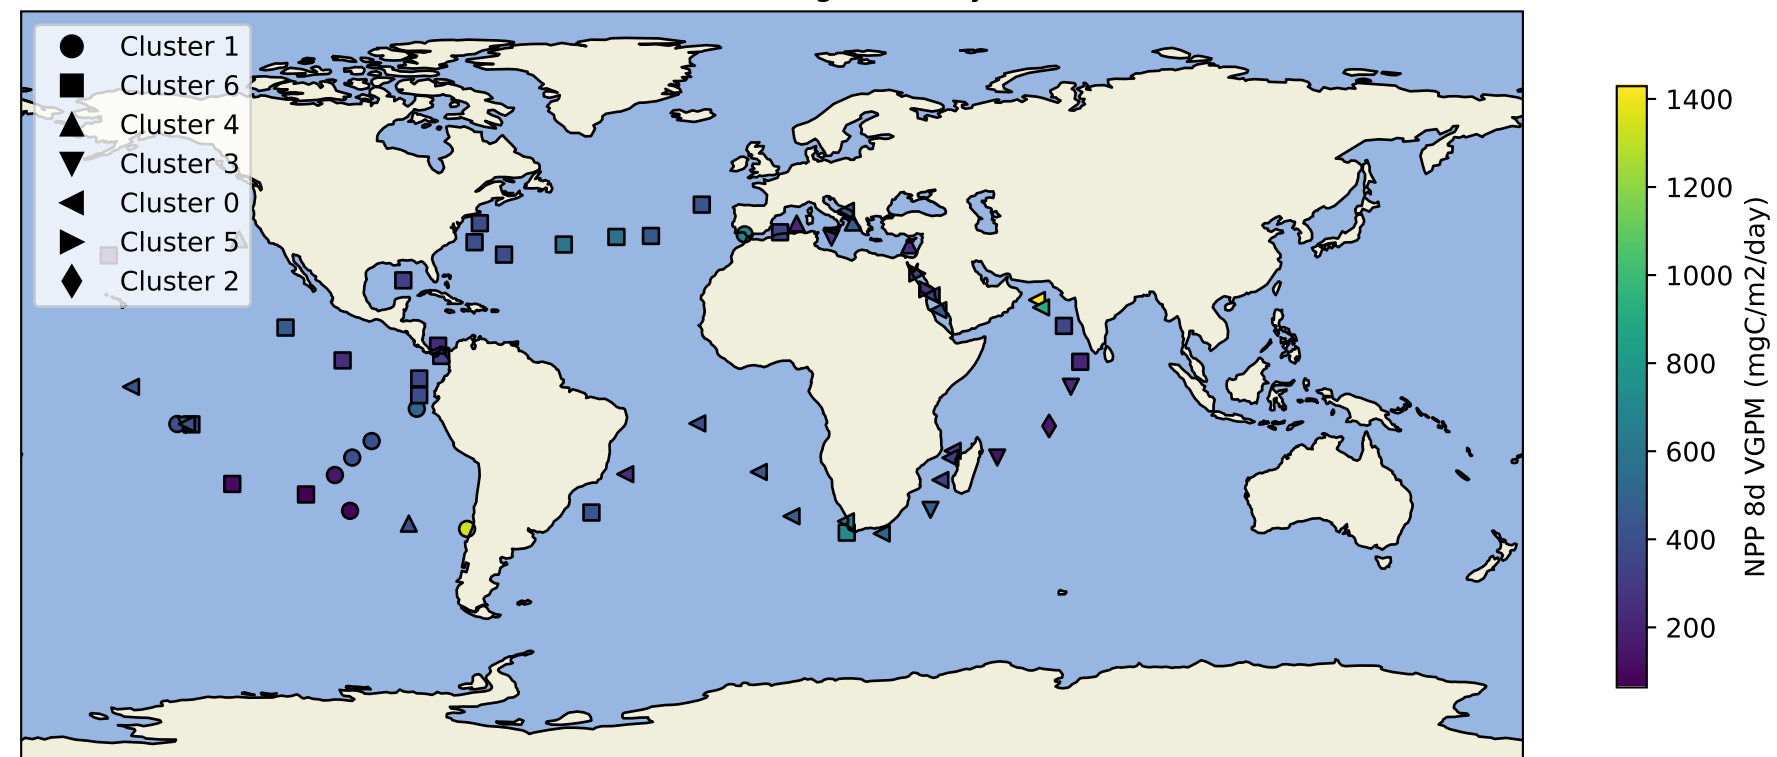 Cluster 1
Cluster 6
Cluster 4
Cluster 3
Cluster 0
Cluster 5
Cluster 2
1400
1200
1000
800
600
400
200
NPP 8d VGPM (mgC/m2/day)